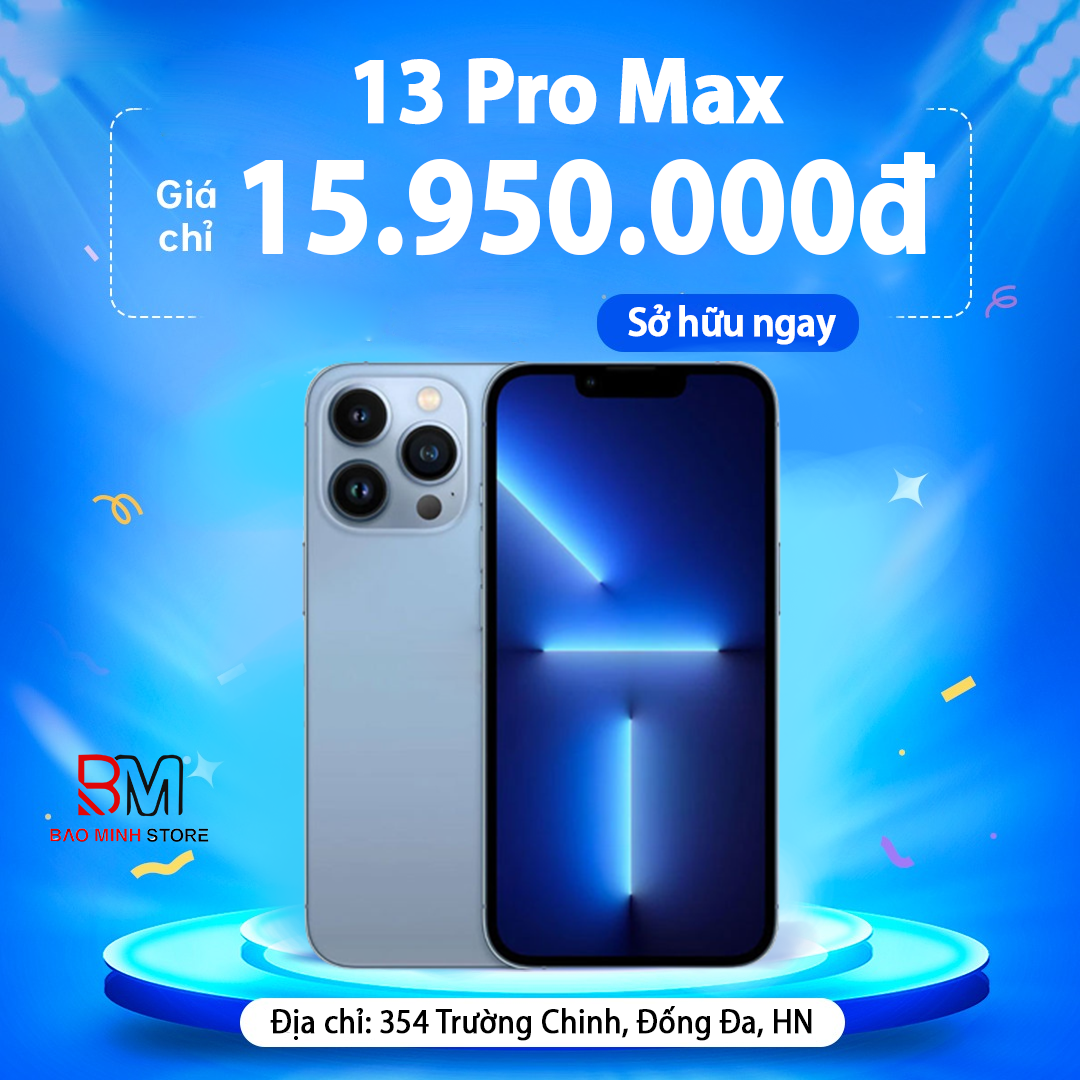 13 Pro Max
Giá
chỉ
15.950.000đ
Sở hữu ngay
BM
BAO MINH STORE
Địa chỉ: 354 Trường Chinh, Đống Đa, HN